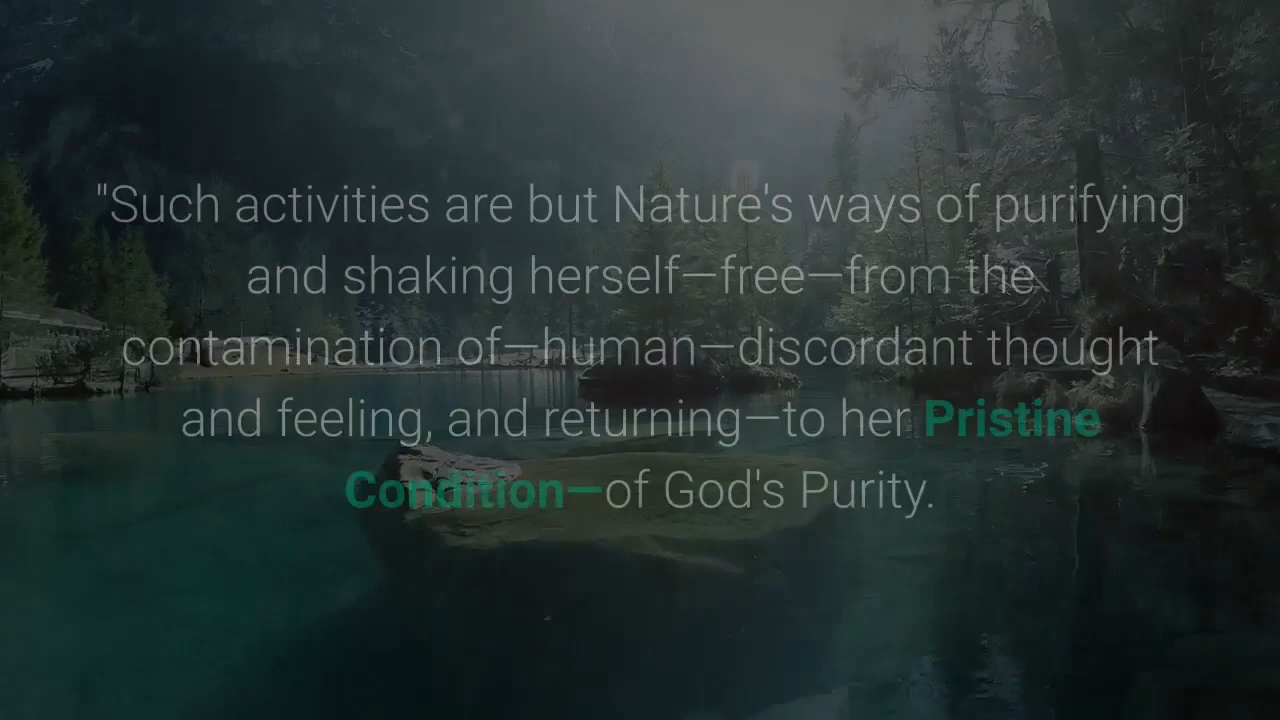 "Such activities are but Nature's ways of purifying
and shaking herself—free—from the
contamination of—human—discordant thought
and feeling, and returning—to her Pristine
Condition—of God's Purity.